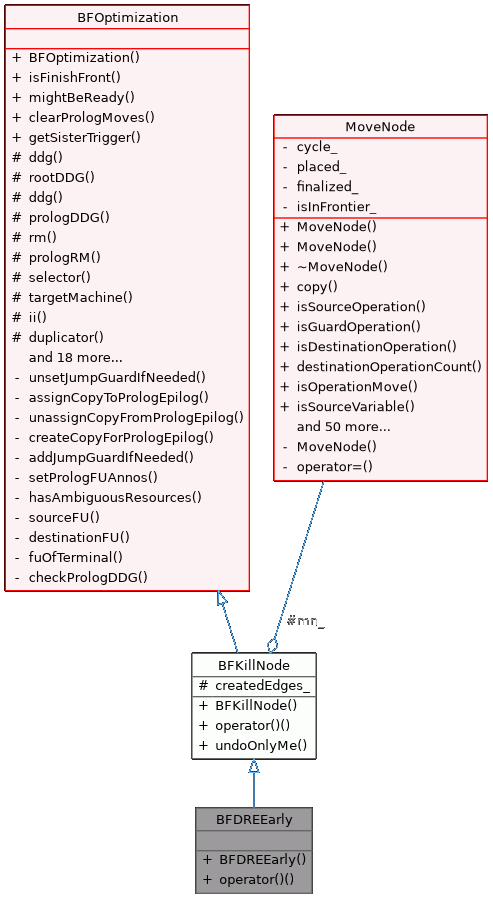 BFOptimization
+ BFOptimization()
+ isFinishFront()
+ mightBeReady()
+ clearPrologMoves()
+ getSisterTrigger()
# ddg()
# rootDDG()
# ddg()
# prologDDG()
# rm()
# prologRM()
# selector()
# targetMachine()
# ii()
# duplicator()
and 18 more...
- unsetJumpGuardIfNeeded()
- assignCopyToPrologEpilog()
- unassignCopyFromPrologEpilog()
- createCopyForPrologEpilog()
- addJumpGuardIfNeeded()
- setPrologFUAnnos()
- hasAmbiguousResources()
- sourceFU()
- destinationFU()
- fuOfTerminal()
- checkPrologDDG()
MoveNode
- cycle_
- placed_
- finalized_
- isInFrontier_
+ MoveNode()
+ MoveNode()
+ ~MoveNode()
+ copy()
+ isSourceOperation()
+ isGuardOperation()
+ isDestinationOperation()
+ destinationOperationCount()
+ isOperationMove()
+ isSourceVariable()
and 50 more...
- MoveNode()
- operator=()
#mn_
BFKillNode
# createdEdges_
+ BFKillNode()
+ operator()()
+ undoOnlyMe()
BFDREEarly
+ BFDREEarly()
+ operator()()